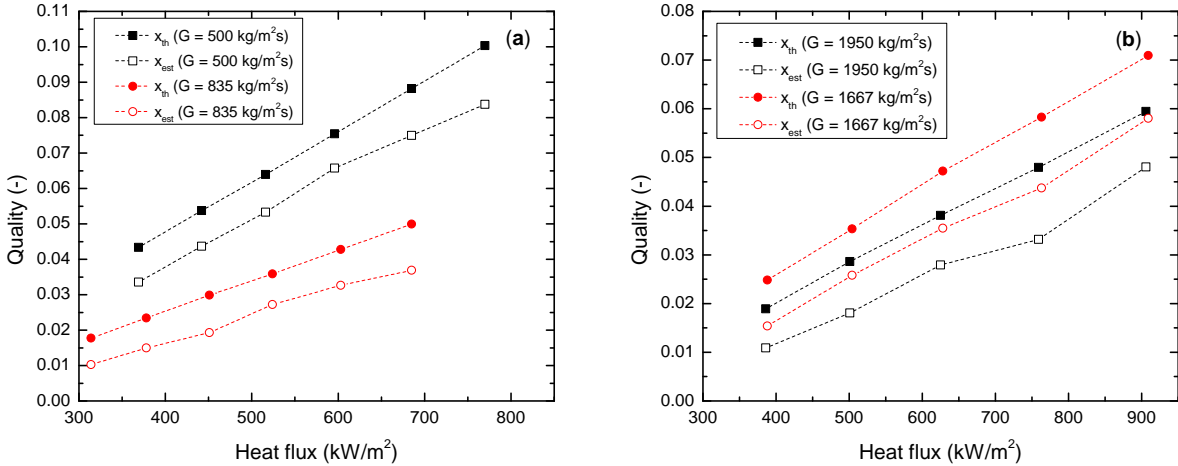 (a)
x_th (G = 500 kg/m²s)
x_est (G = 500 kg/m²s)
x_th (G = 835 kg/m²s)
x_est (G = 835 kg/m²s)
Quality (-)
0.11
0.10
0.09
0.08
0.07
0.06
0.05
0.04
0.03
0.02
0.01
0.00
300 400 500 600 700 800
Heat flux (kW/m²)
(b)
x_th (G = 1950 kg/m²s)
x_est (G = 1950 kg/m²s)
x_th (G = 1667 kg/m²s)
x_est (G = 1667 kg/m²s)
Quality (-)
0.08
0.07
0.06
0.05
0.04
0.03
0.02
0.01
0.00
300 400 500 600 700 800 900
Heat flux (kW/m²)